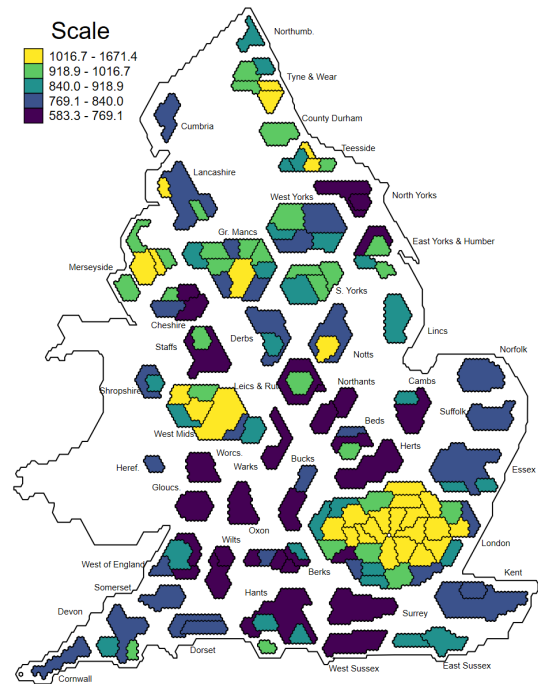 Scale
1016.7 - 1671.4
918.9 - 1016.7
840.0 - 918.9
769.1 - 840.0
583.3 - 769.1
Northumb.
Tyne & Wear
County Durham
Cumbria
Teesside
Lancashire
North Yorks
West Yorks
Gr. Mancs
East Yorks & Humber
Merseyside
S. Yorks
Cheshire
Lincs
Staffs
Derbs
Notts
Norfolk
Shropshire
Leics & Rut
Northants
Cambs
Suffolk
Beds
West Mids
Herts
Worcs.
Bucks
Essex
Heref.
Warks
Gloucs.
Oxon
Wilts
London
West of England
Berks
Kent
Somerset
Hants
Devon
Surrey
Dorset
West Sussex
East Sussex
Cornwall